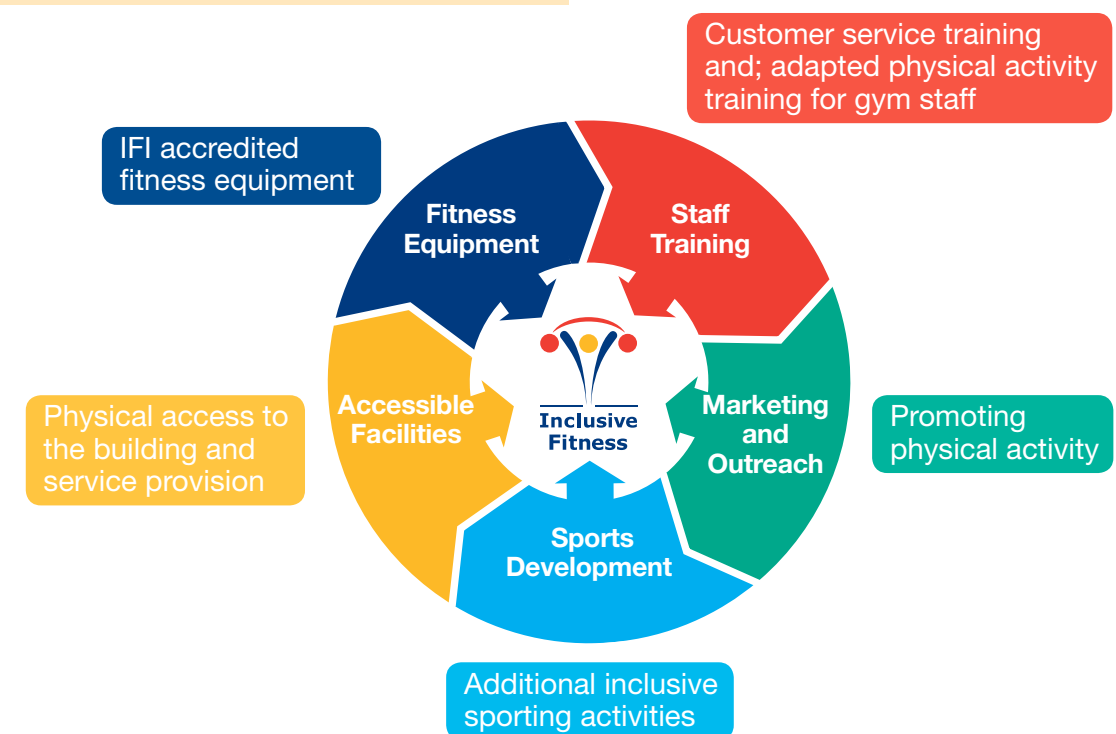 Customer service training
and; adapted physical activity
training for gym staff
IFI accredited
fitness equipment
Fitness
Equipment
Staff
Training
Physical access to
the building and
service provision
Accessible
Facilities
Inclusive
Fitness
Marketing
and
Outreach
Promoting
physical activity
Sports
Development
Additional inclusive
sporting activities